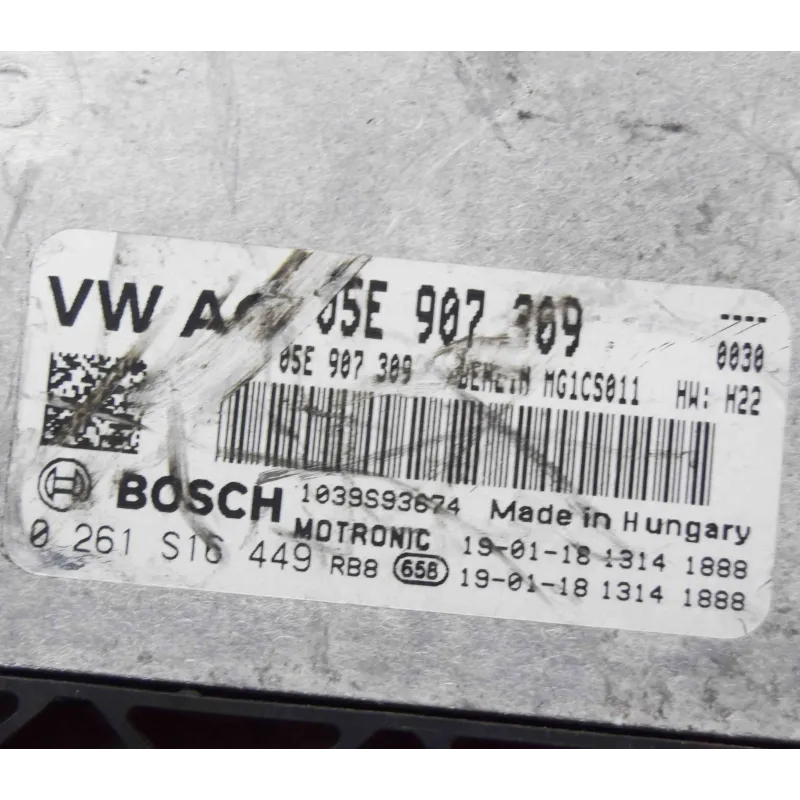 VW AG 05E 907 309 ----
05E 907 309 MG1CS011 0030
HW: H22
BOSCH 1039S93674 Made in Hungary
MOTRONIC 19-01-18 1314 1888
0 261 S16 449 RB8 658 19-01-18 1314 1888